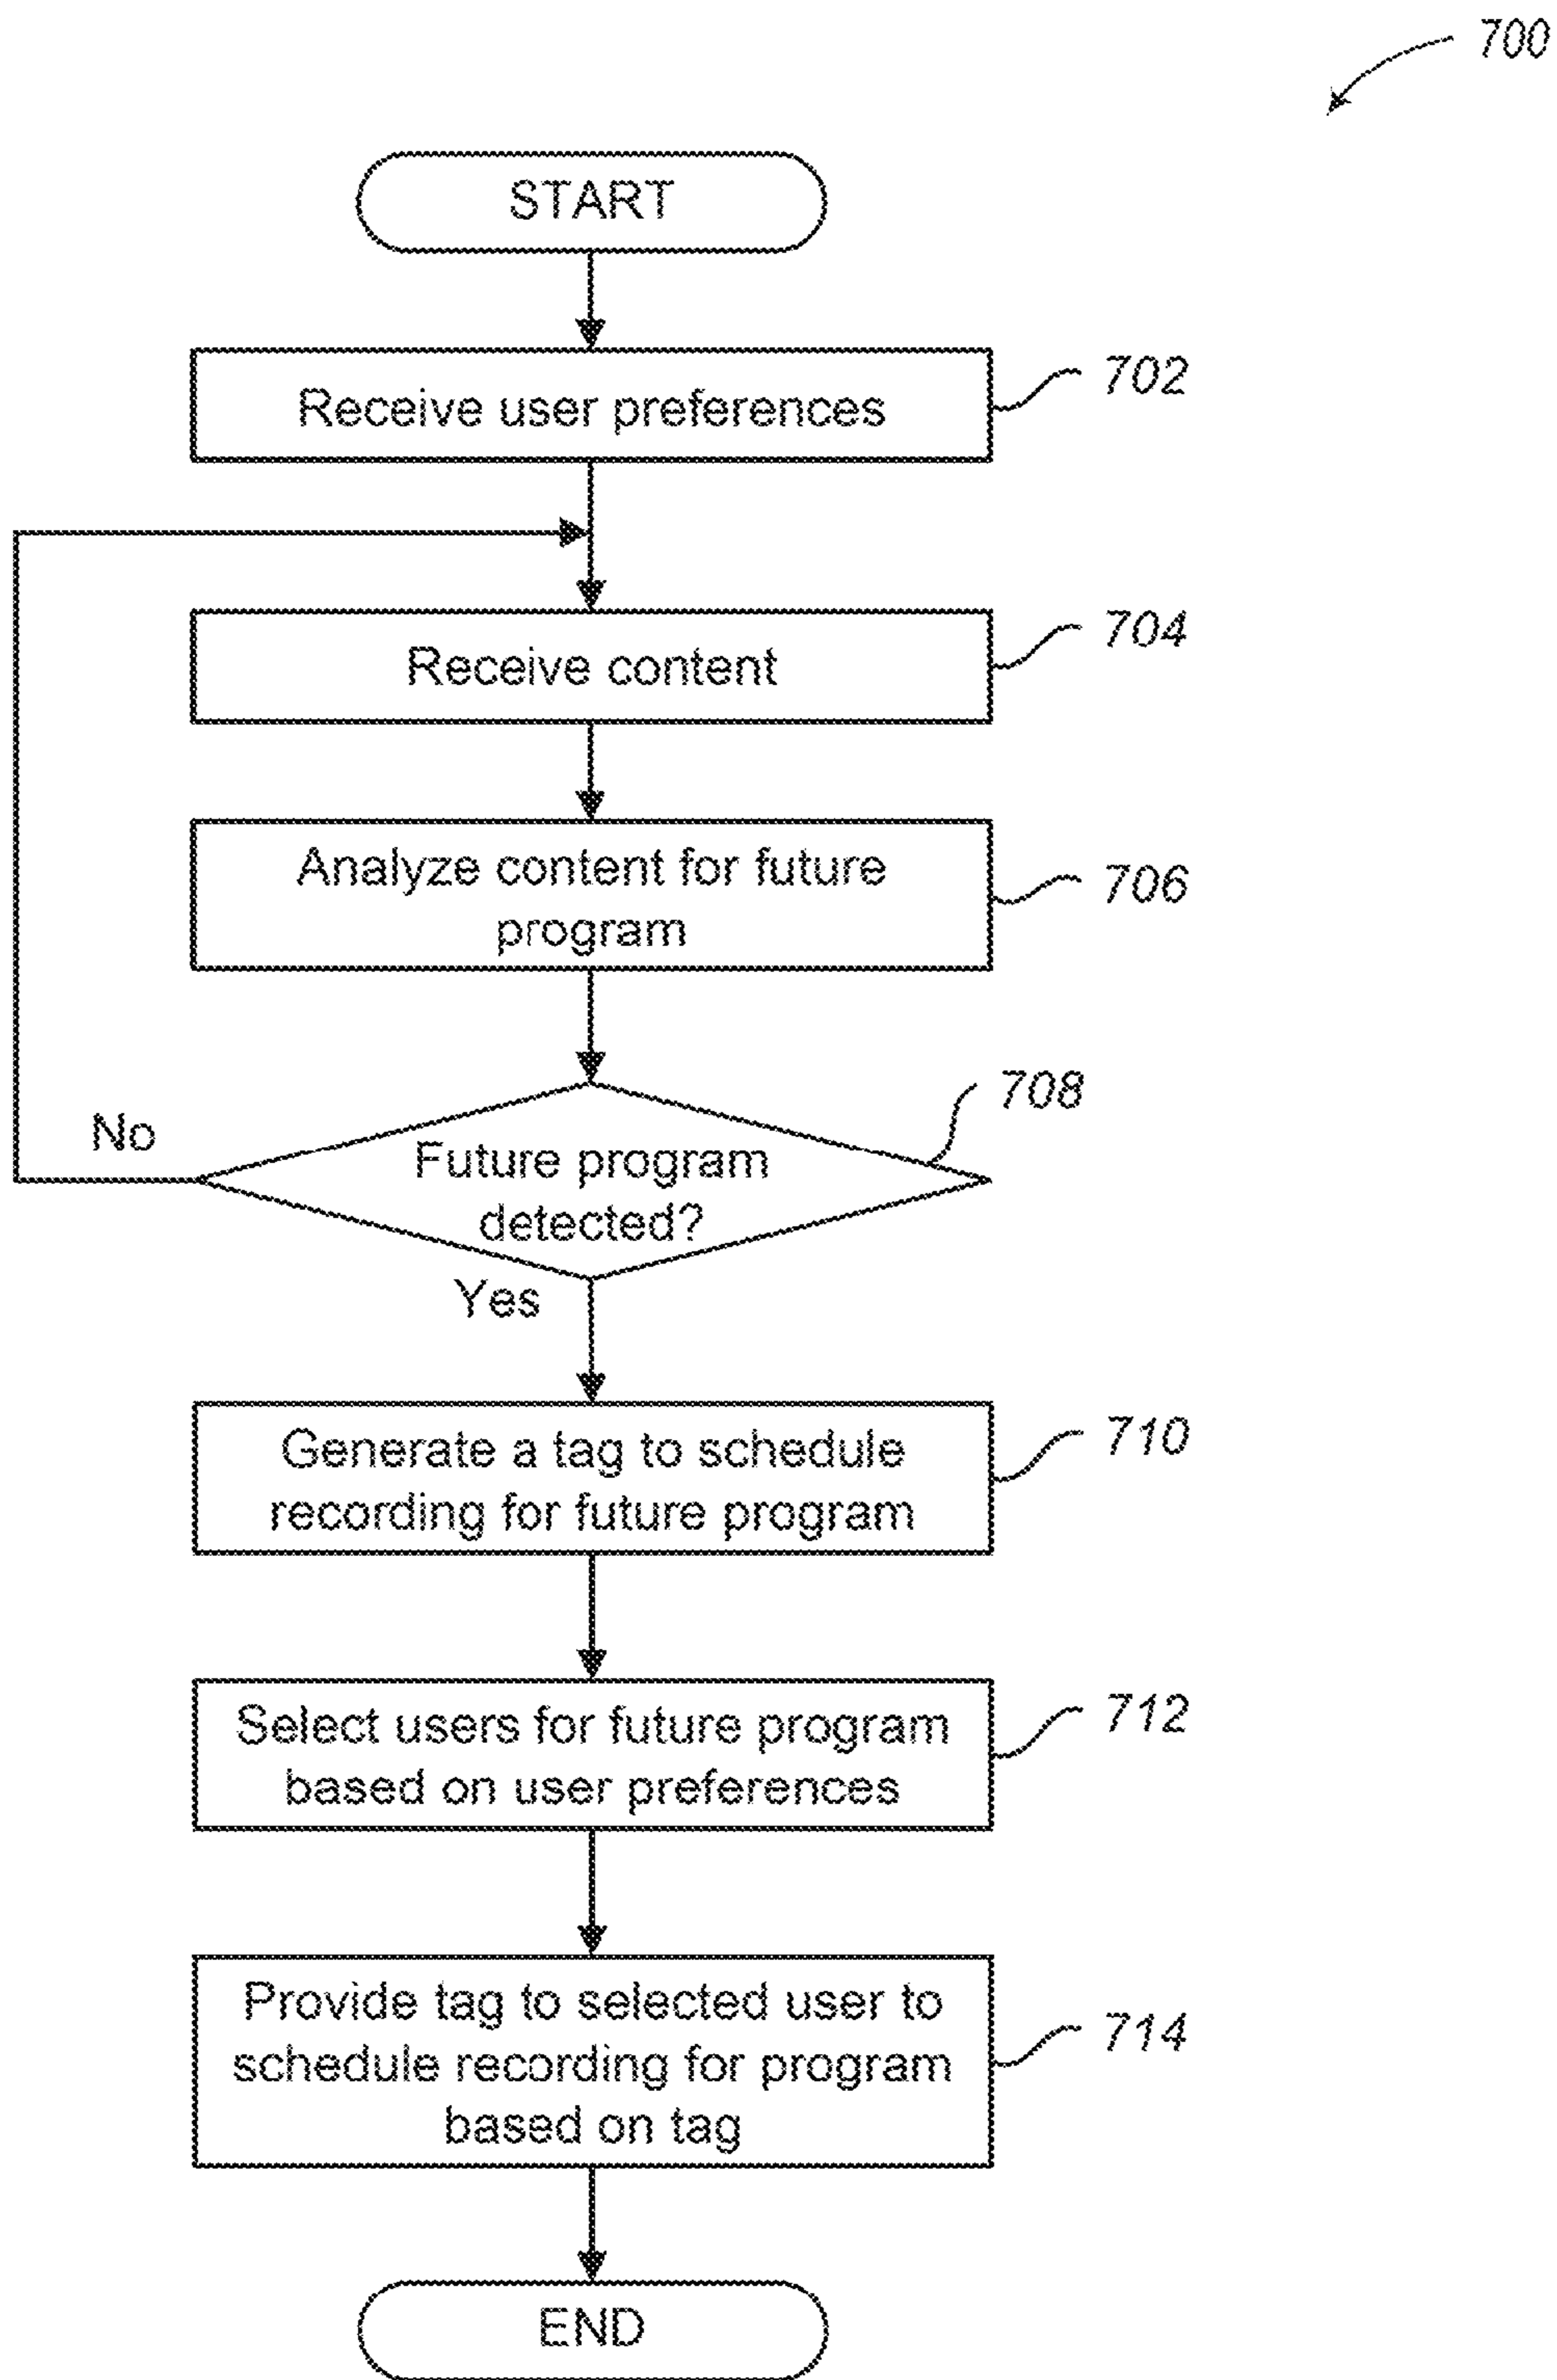 700
START
Receive user preferences
702
Receive content
704
Analyze content for future
program
706
708
No
Future program
detected?
Yes
Generate a tag to schedule
recording for future program
710
Select users for future program
based on user preferences
712
Provide tag to selected user to
schedule recording for program
based on tag
714
END